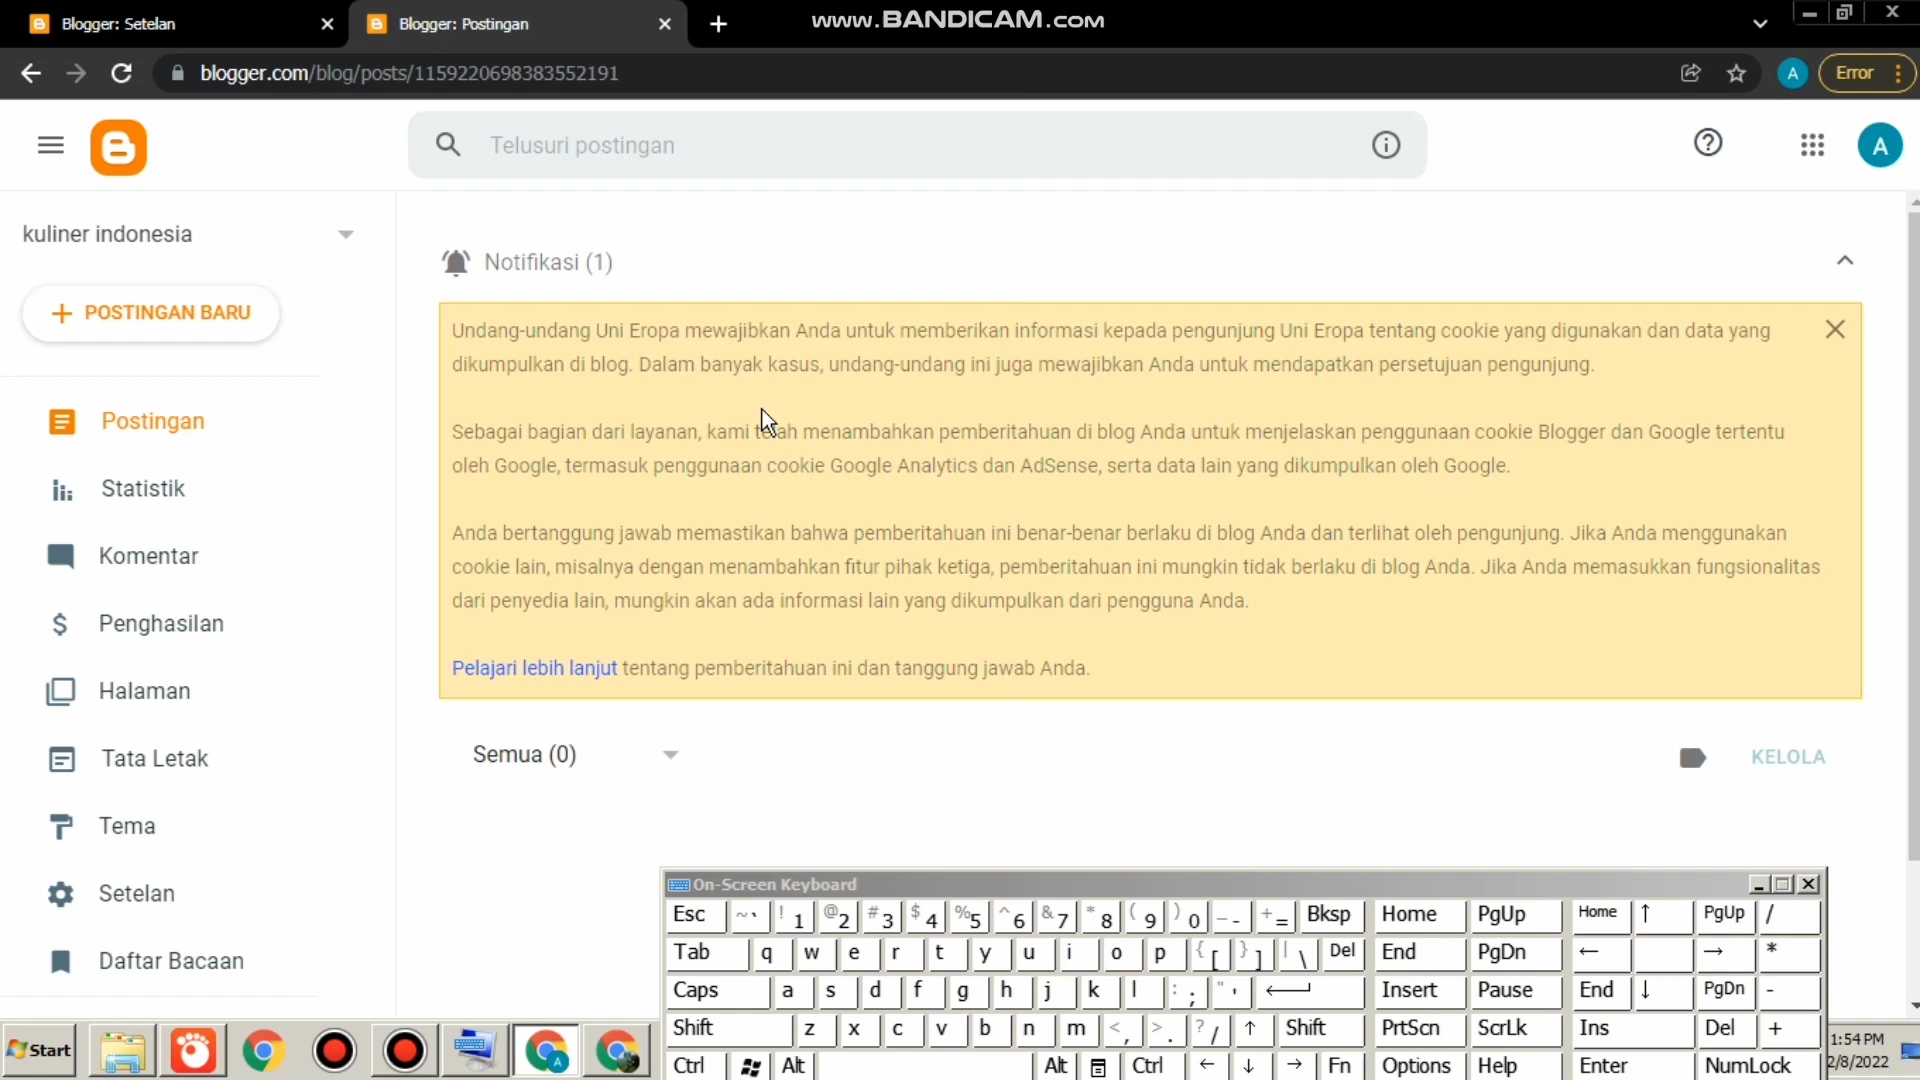 Blogger: Setelan
Blogger: Postingan
www.BANDICAM.com
blogger.com/blog/posts/1159220698383552191
A
Error
Telusuri postingan
A
kuliner indonesia
Notifikasi (1)
+ POSTINGAN BARU
Undang-undang Uni Eropa mewajibkan Anda untuk memberikan informasi kepada pengunjung Uni Eropa tentang cookie yang digunakan dan data yang
dikumpulkan di blog. Dalam banyak kasus, undang-undang ini juga mewajibkan Anda untuk mendapatkan persetujuan pengunjung.
Sebagai bagian dari layanan, kami telah menambahkan pemberitahuan di blog Anda untuk menjelaskan penggunaan cookie Blogger dan Google tertentu
oleh Google, termasuk penggunaan cookie Google Analytics dan AdSense, serta data lain yang dikumpulkan oleh Google.
Anda bertanggung jawab memastikan bahwa pemberitahuan ini benar-benar berlaku di blog Anda dan terlihat oleh pengunjung. Jika Anda menggunakan
cookie lain, misalnya dengan menambahkan fitur pihak ketiga, pemberitahuan ini mungkin tidak berlaku di blog Anda. Jika Anda memasukkan fungsionalitas
dari penyedia lain, mungkin akan ada informasi lain yang dikumpulkan dari pengguna Anda.
Pelajari lebih lanjut tentang pemberitahuan ini dan tanggung jawab Anda.
Postingan
Statistik
Komentar
Penghasilan
Halaman
Tata Letak
Tema
Setelan
Daftar Bacaan
Semua (0)
KELOLA
On-Screen Keyboard
Esc ~ ` ! 1 @ 2 # 3 $ 4 % 5 ^ 6 & 7 * 8 ( 9 ) 0 _ - + = Bksp Home PgUp Home ↑ PgUp /
Tab q w e r t y u i o p { [ } ] | \ Del End PgDn ← → *
Caps a s d f g h j k l : ; " ' Insert Pause End ↓ PgDn -
Shift z x c v b n m < , > . ? / ↑ Shift PrtScn ScrLk Ins Del +
Ctrl Alt Alt Ctrl ← ↓ → Fn Options Help Enter NumLock
Start
A
1:54 PM
2/8/2022